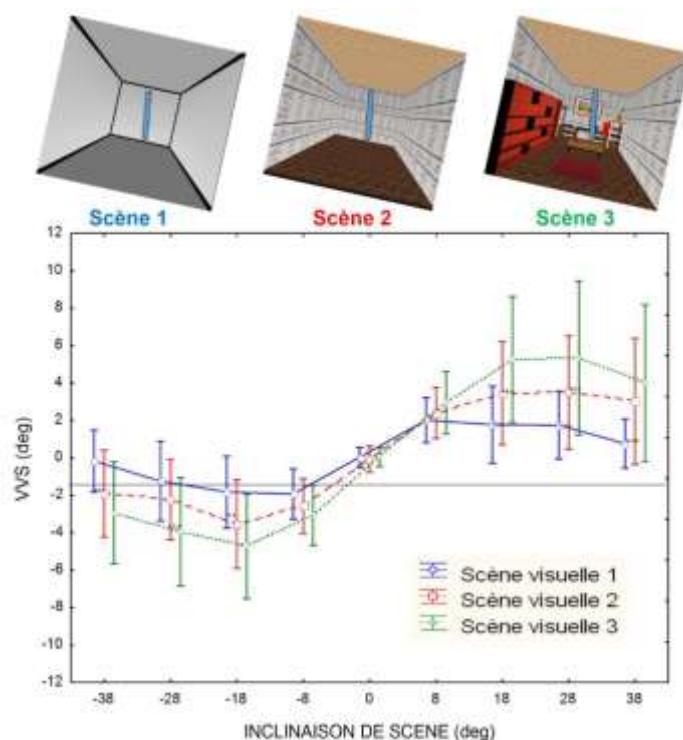 Scène 1 Scène 2 Scène 3
12
10
8
6
4
2
0
-2
-4
-6
-8
-10
-12
VVS (deg)
Scène visuelle 1
Scène visuelle 2
Scène visuelle 3
-38 -28 -18 -8 0 8 18 28 38
INCLINAISON DE SCENE (deg)